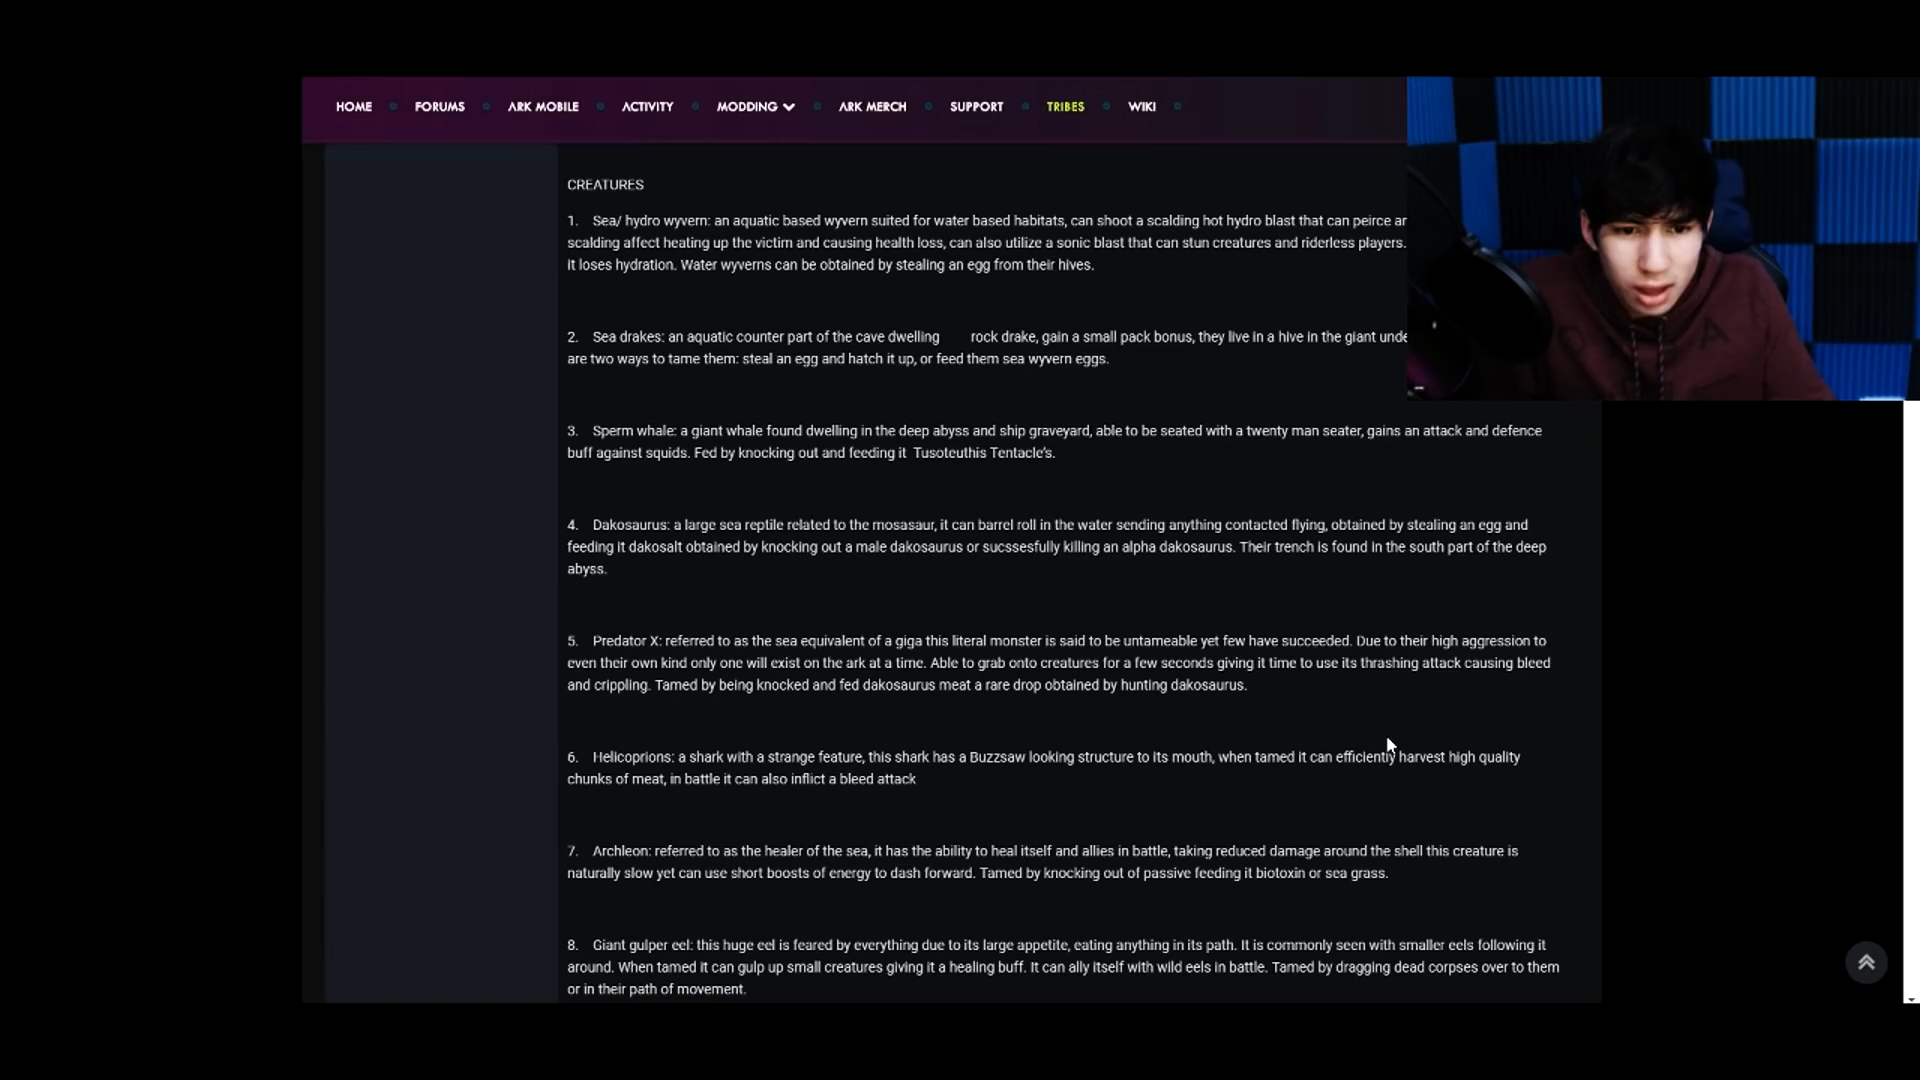 HOME FORUMS ARK MOBILE ACTIVITY MODDING ARK MERCH SUPPORT TRIBES WIKI
CREATURES
1. Sea/ hydro wyvern: an aquatic based wyvern suited for water based habitats, can shoot a scalding hot hydro blast that can peirce
scalding affect heating up the victim and causing health loss, can also utilize a sonic blast that can stun creatures and riderless players.
it loses hydration. Water wyverns can be obtained by stealing an egg from their hives.
2. Sea drakes: an aquatic counter part of the cave dwelling rock drake, gain a small pack bonus, they live in a hive in the giant
are two ways to tame them: steal an egg and hatch it up, or feed them sea wyvern eggs.
3. Sperm whale: a giant whale found dwelling in the deep abyss and ship graveyard, able to be seated with a twenty man seater, gains an attack and defence
buff against squids. Fed by knocking out and feeding it Tusoteuthis Tentacle's.
4. Dakosaurus: a large sea reptile related to the mosasaur, it can barrel roll in the water sending anything contacted flying, obtained by stealing an egg and
feeding it dakosalt obtained by knocking out a male dakosaurus or sucssesfully killing an alpha dakosaurus. Their trench is found in the south part of the deep
abyss.
5. Predator X: referred to as the sea equivalent of a giga this literal monster is said to be untameable yet few have succeeded. Due to their high aggression to
even their own kind only one will exist on the ark at a time. Able to grab onto creatures for a few seconds giving it time to use its thrashing attack causing bleed
and crippling. Tamed by being knocked and fed dakosaurus meat a rare drop obtained by hunting dakosaurus.
6. Helicoprions: a shark with a strange feature, this shark has a Buzzsaw looking structure to its mouth, when tamed it can efficiently harvest high quality
chunks of meat, in battle it can also inflict a bleed attack
7. Archleon: referred to as the healer of the sea, it has the ability to heal itself and allies in battle, taking reduced damage around the shell this creature is
naturally slow yet can use short boosts of energy to dash forward. Tamed by knocking out of passive feeding it biotoxin or sea grass.
8. Giant gulper eel: this huge eel is feared by everything due to its large appetite, eating anything in its path. It is commonly seen with smaller eels following it
around. When tamed it can gulp up small creatures giving it a healing buff. It can ally itself with wild eels in battle. Tamed by dragging dead corpses over to them
or in their path of movement.